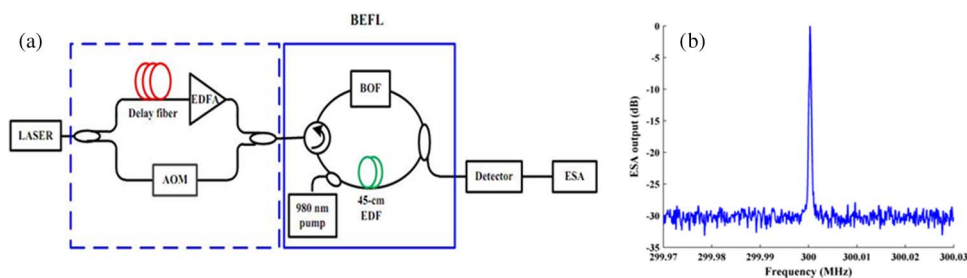 (a)
BEFL
LASER
Delay fiber
EDFA
AOM
BOF
980 nm
pump
45-cm
EDF
Detector
ESA
(b)
ESA output (dB)
0
-5
-10
-15
-20
-25
-30
-35
299.97 299.98 299.99 300.0 300.01 300.02 300.03
Frequency (MHz)